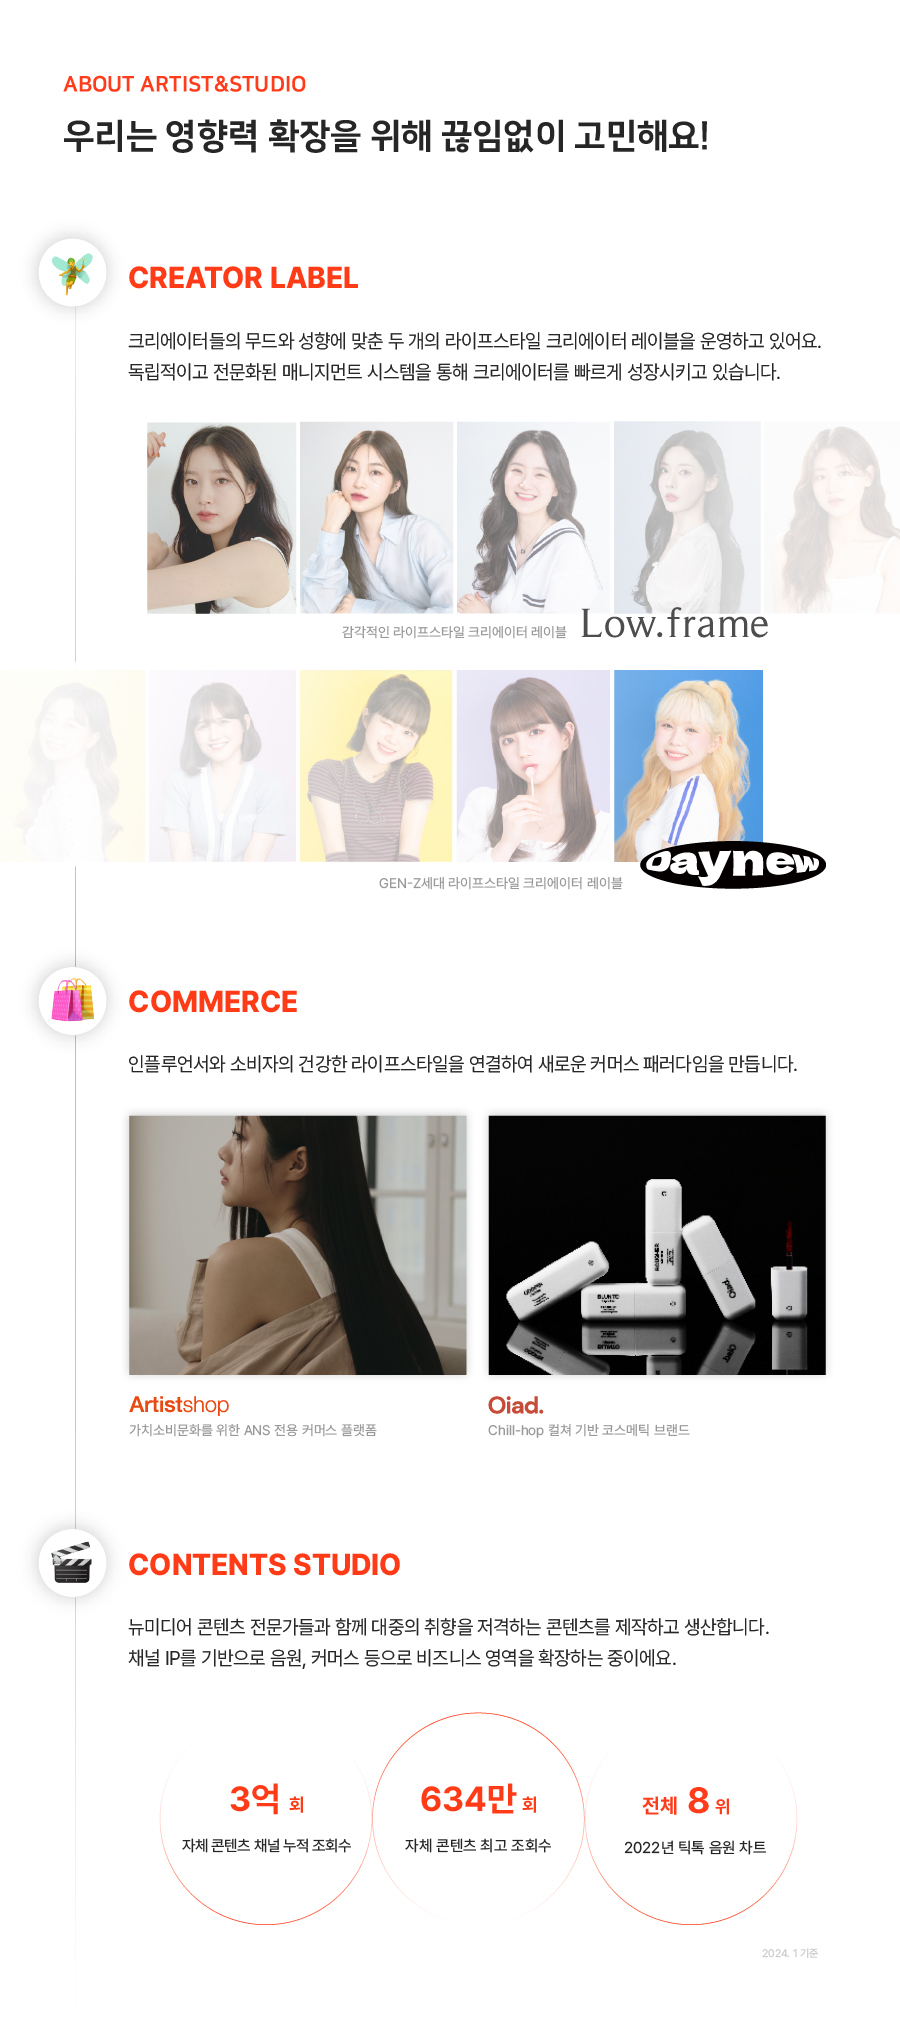 ABOUT ARTIST&STUDIO
우리는 영향력 확장을 위해 끊임없이 고민해요!
CREATOR LABEL
크리에이터들의 무드와 성향에 맞춘 두 개의 라이프스타일 크리에이터 레이블을 운영하고 있어요.
독립적이고 전문화된 매니지먼트 시스템을 통해 크리에이터를 빠르게 성장시키고 있습니다.
감각적인 라이프스타일 크리에이터 레이블 Low.frame
GEN-Z세대 라이프스타일 크리에이터 레이블 Daynew
COMMERCE
인플루언서와 소비자의 건강한 라이프스타일을 연결하여 새로운 커머스 패러다임을 만듭니다.
Oiad.
Artistshop
가치소비문화를 위한 ANS 전용 커머스 플랫폼
Oiad.
Chill-hop 컬쳐 기반 코스메틱 브랜드
CONTENTS STUDIO
뉴미디어 콘텐츠 전문가들과 함께 대중의 취향을 저격하는 콘텐츠를 제작하고 생산합니다.
채널 IP를 기반으로 음원, 커머스 등으로 비즈니스 영역을 확장하는 중이에요.
3억 회
자체 콘텐츠 채널 누적 조회수
634만 회
자체 콘텐츠 최고 조회수
전체 8 위
2022년 틱톡 음원 차트
2024. 1 기준